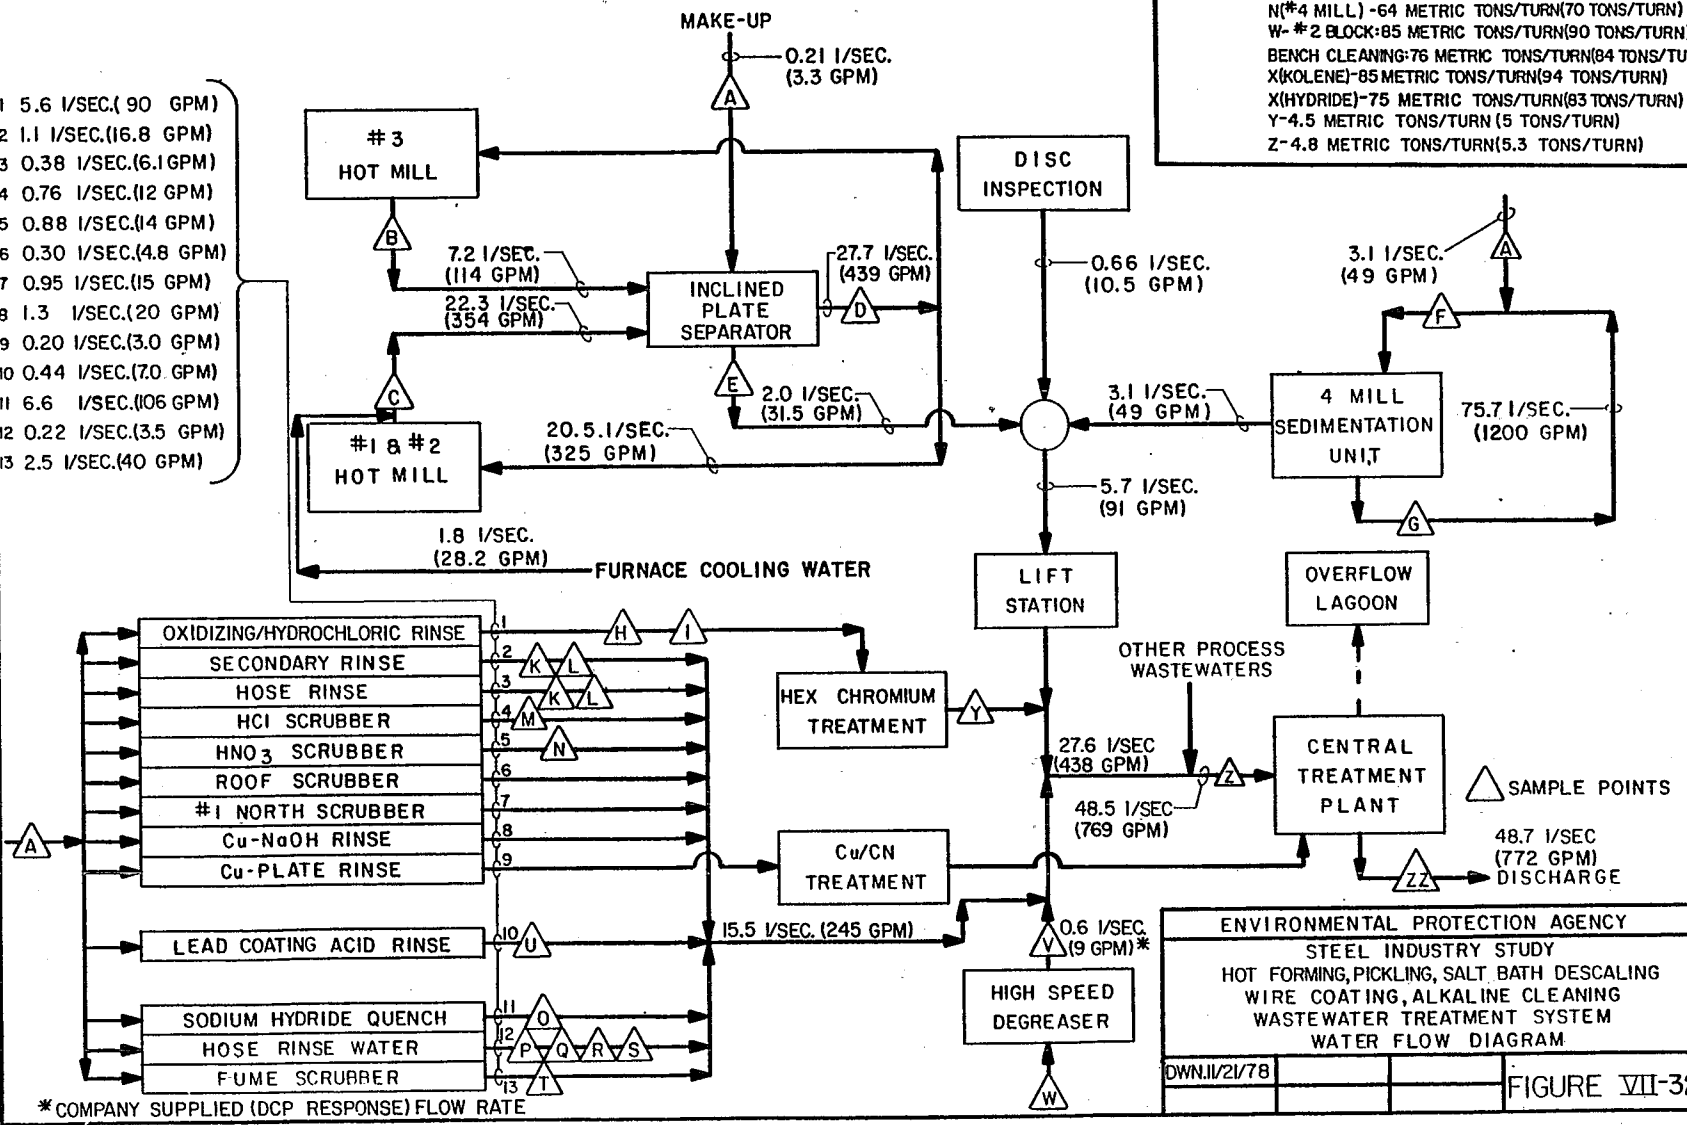 N(#4 MILL) -64 METRIC TONS/TURN(70 TONS/TURN)
W-#2 BLOCK:85 METRIC TONS/TURN(90 TONS/TURN)
BENCH CLEANING:76 METRIC TONS/TURN(84 TONS/TU
X(KOLENE)-85 METRIC TONS/TURN(94 TONS/TURN)
X(HYDRIDE)-75 METRIC TONS/TURN(83 TONS/TURN)
Y-4.5 METRIC TONS/TURN (5 TONS/TURN)
Z-4.8 METRIC TONS/TURN(5.3 TONS/TURN)
MAKE-UP
0.21 l/SEC.
(3.3 GPM)
A
1 5.6 l/SEC.( 90 GPM)
2 1.1 l/SEC.(16.8 GPM)
3 0.38 l/SEC.(6.1 GPM)
4 0.76 l/SEC.(12 GPM)
5 0.88 l/SEC.(14 GPM)
6 0.30 l/SEC.(4.8 GPM)
7 0.95 l/SEC.(15 GPM)
8 1.3 l/SEC.(20 GPM)
9 0.20 l/SEC.(3.0 GPM)
10 0.44 l/SEC.(7.0 GPM)
11 6.6 l/SEC.(106 GPM)
12 0.22 l/SEC.(3.5 GPM)
13 2.5 l/SEC.(40 GPM)
#3
HOT MILL
B
7.2 l/SEC.
(114 GPM)
22.3 l/SEC.
(354 GPM)
INCLINED
PLATE
SEPARATOR
27.7 l/SEC.
(439 GPM)
D
E
2.0 l/SEC.
(31.5 GPM)
C
#1 & #2
HOT MILL
20.5.l/SEC.
(325 GPM)
1.8 l/SEC.
(28.2 GPM)
FURNACE COOLING WATER
DISC
INSPECTION
0.66 l/SEC.
(10.5 GPM)
3.1 l/SEC.
(49 GPM)
A
F
3.1 l/SEC.
(49 GPM)
4 MILL
SEDIMENTATION
UNIT
75.7 l/SEC.
(1200 GPM)
G
5.7 l/SEC.
(91 GPM)
LIFT
STATION
OVERFLOW
LAGOON
OTHER PROCESS
WASTEWATERS
A
OXIDIZING/HYDROCHLORIC RINSE 1 H I
SECONDARY RINSE 2 K L
HOSE RINSE 3 K L
HCl SCRUBBER 4 M
HNO3 SCRUBBER 5 N
ROOF SCRUBBER 6
#1 NORTH SCRUBBER 7
Cu-NaOH RINSE 8
Cu-PLATE RINSE 9
LEAD COATING ACID RINSE 10 U
SODIUM HYDRIDE QUENCH 11 O
HOSE RINSE WATER 12 P Q R S
FUME SCRUBBER 13 T
HEX CHROMIUM
TREATMENT
Y
27.6 l/SEC
(438 GPM)
48.5 l/SEC
(769 GPM)
Z
CENTRAL
TREATMENT
PLANT
SAMPLE POINTS
48.7 l/SEC
(772 GPM)
DISCHARGE
ZZ
Cu/CN
TREATMENT
15.5 l/SEC. (245 GPM)
V
0.6 l/SEC.
(9 GPM)*
HIGH SPEED
DEGREASER
W
*COMPANY SUPPLIED (DCP RESPONSE) FLOW RATE
ENVIRONMENTAL PROTECTION AGENCY
STEEL INDUSTRY STUDY
HOT FORMING, PICKLING, SALT BATH DESCALING
WIRE COATING, ALKALINE CLEANING
WASTEWATER TREATMENT SYSTEM
WATER FLOW DIAGRAM
DWN.11/21/78
FIGURE VII-32